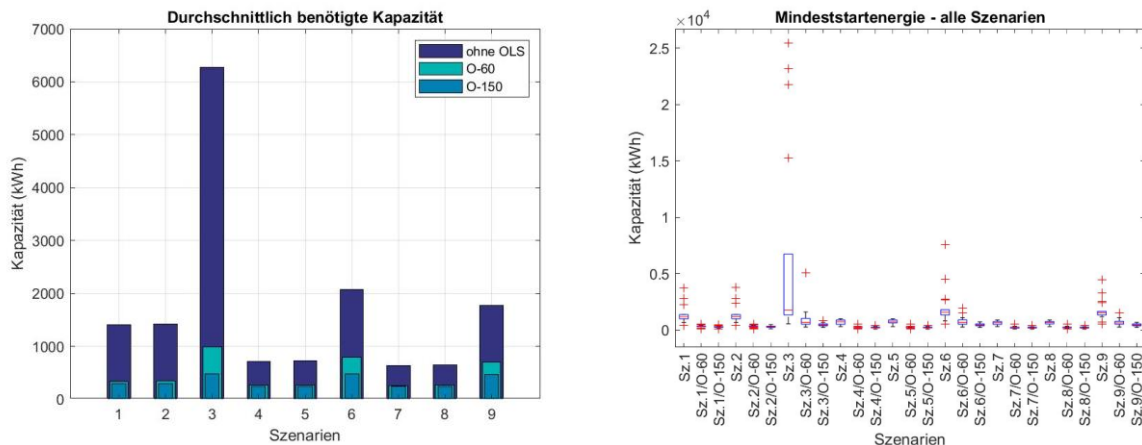 Durchschnittlich benötigte Kapazität
7000
6000
5000
4000
3000
2000
1000
0
Kapazität (kWh)
ohne OLS
O-60
O-150
1 2 3 4 5 6 7 8 9
Szenarien
Mindeststartenergie - alle Szenarien
×10⁴
2.5
2
1.5
1
0.5
0
Kapazität (kWh)
Sz.1
Sz.1/O-60
Sz.1/O-150
Sz.2
Sz.2/O-60
Sz.2/O-150
Sz.3
Sz.3/O-60
Sz.3/O-150
Sz.4
Sz.4/O-60
Sz.4/O-150
Sz.5
Sz.5/O-60
Sz.5/O-150
Sz.6
Sz.6/O-60
Sz.6/O-150
Sz.7
Sz.7/O-60
Sz.7/O-150
Sz.8
Sz.8/O-60
Sz.8/O-150
Sz.9
Sz.9/O-60
Sz.9/O-150
Szenarien